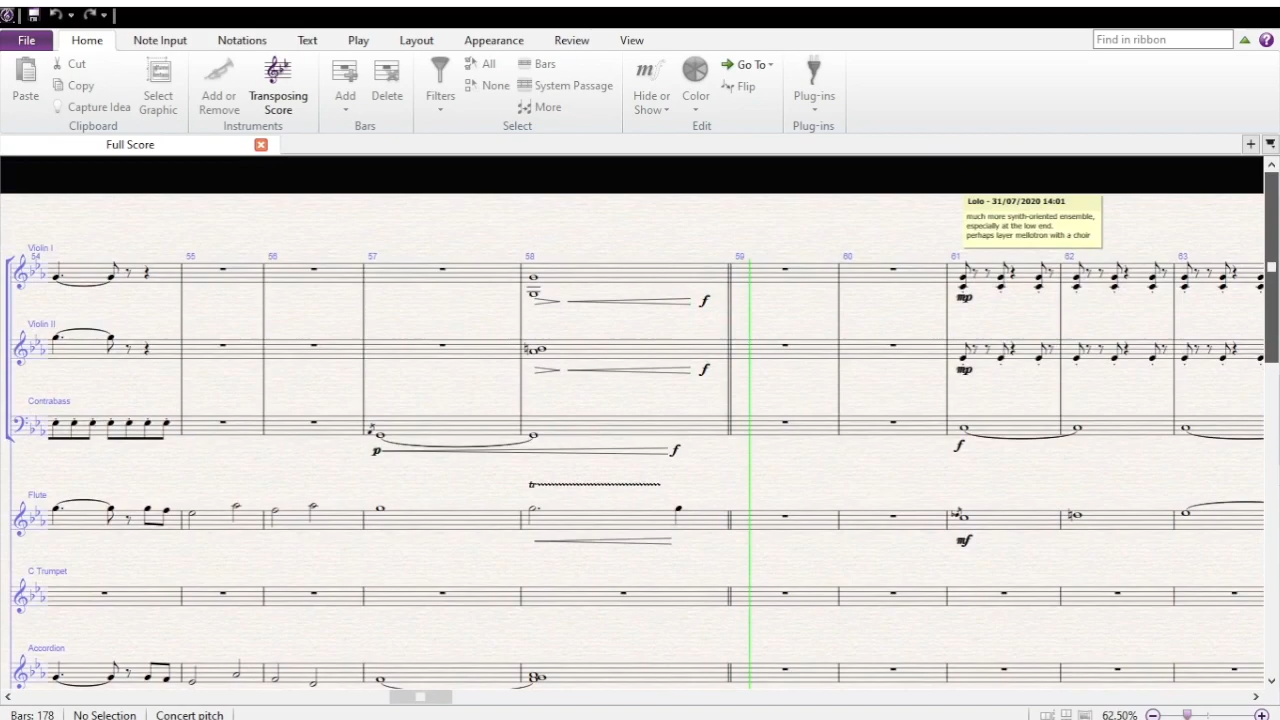 File Home Note Input Notations Text Play Layout Appearance Review View Find in ribbon
Paste
Cut
Copy
Capture Idea
Select
Graphic
Clipboard
Add or
Remove
Transposing
Score
Instruments
Add
Delete
Bars
Filters
All
None
Bars
System Passage
More
Select
Hide or
Show
Color
Go To
Flip
Edit
Plug-ins
Plug-ins
Full Score
Lolo - 31/07/2020 14:01
much more synth-oriented ensemble,
especially at the low end.
perhaps layer mellotron with a choir
Violin I
54 55 56 57 58 59 60 61 62 63
f
mp
Violin II
f
mp
Contrabass
p f f
tr
Flute
mf
C Trumpet
Accordion
Bars: 178 No Selection Concert pitch 62.50%